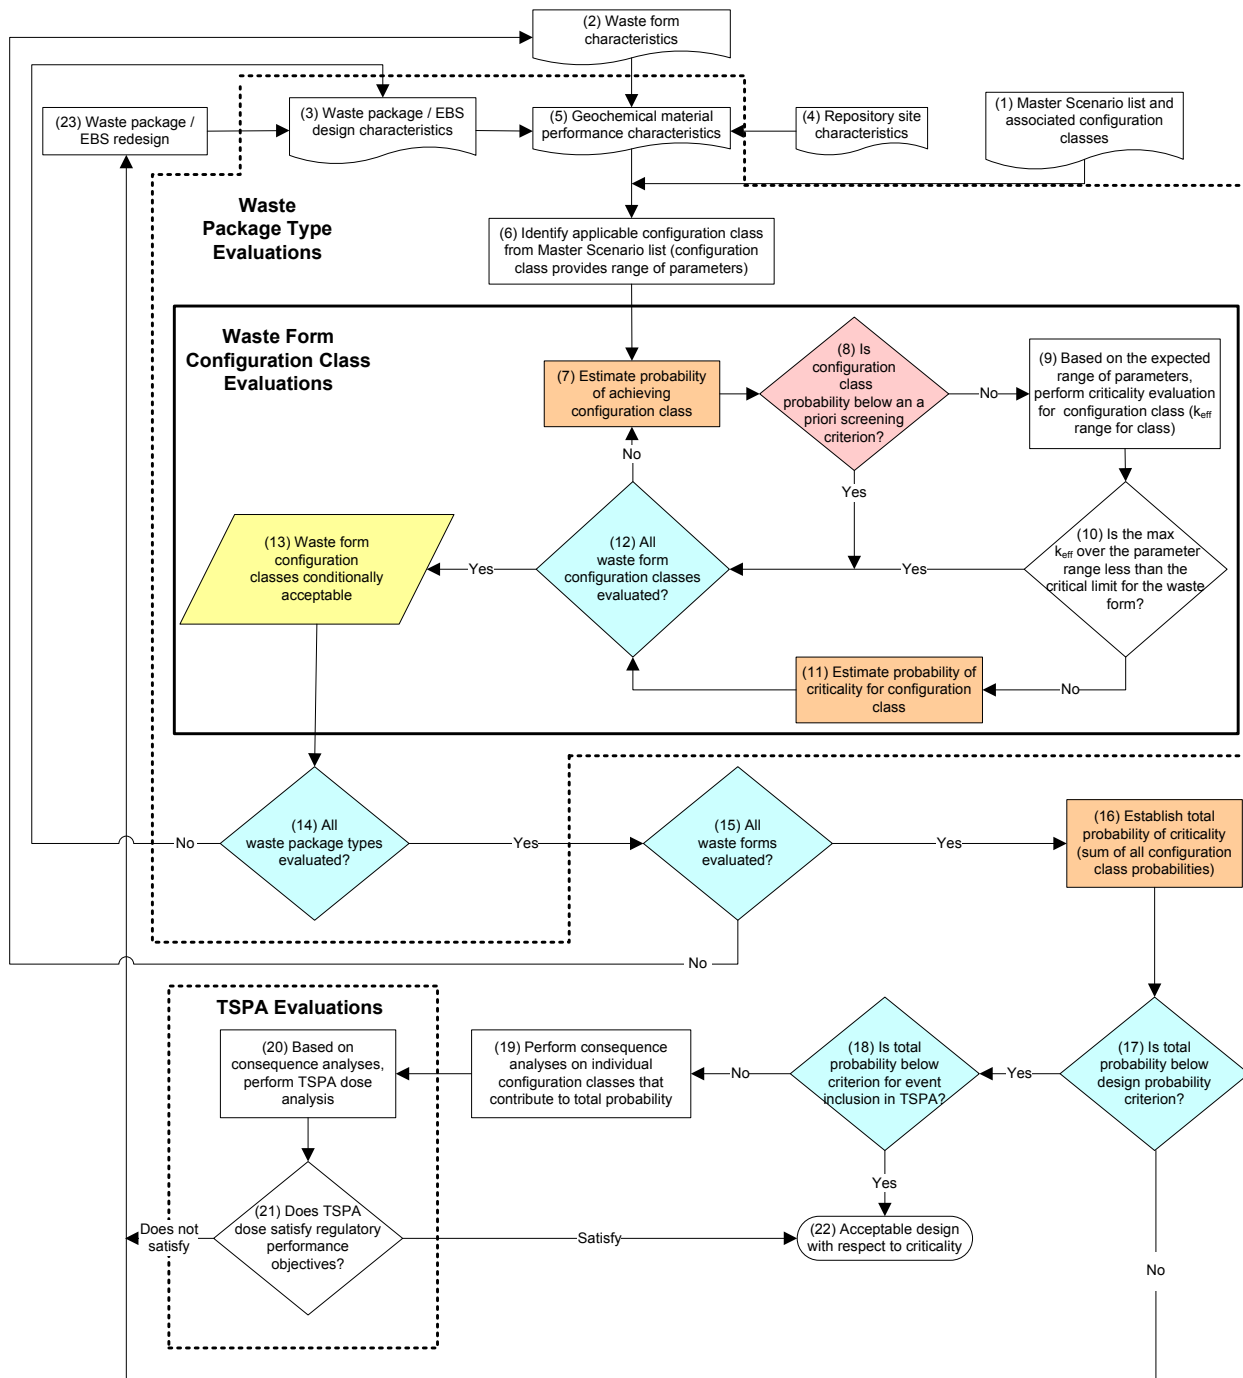 (2) Waste form
characteristics
(1) Master Scenario list and
associated configuration
classes
(23) Waste package /
EBS redesign
(3) Waste package / EBS
design characteristics
(5) Geochemical material
performance characteristics
(4) Repository site
characteristics
Waste
Package Type
Evaluations
(6) Identify applicable configuration class
from Master Scenario list (configuration
class provides range of parameters)
Waste Form
Configuration Class
Evaluations
(7) Estimate probability
of achieving
configuration class
(8) Is
configuration
class
probability below an a
priori screening
criterion?
No
(9) Based on the expected
range of parameters,
perform criticality evaluation
for configuration class (keff
range for class)
No
Yes
(13) Waste form
configuration
classes conditionally
acceptable
Yes
(12) All
waste form
configuration classes
evaluated?
Yes
(10) Is the max
keff over the parameter
range less than the
critical limit for the waste
form?
(11) Estimate probability of
criticality for configuration
class
No
No
(14) All
waste package types
evaluated?
Yes
(15) All
waste forms
evaluated?
Yes
(16) Establish total
probability of criticality
(sum of all configuration
class probabilities)
No
TSPA Evaluations
(20) Based on
consequence analyses,
perform TSPA dose
analysis
(19) Perform consequence
analyses on individual
configuration classes that
contribute to total probability
No
(18) Is total
probability below
criterion for event
inclusion in TSPA?
Yes
(17) Is total
probability below
design probability
criterion?
Yes
Does not
satisfy
(21) Does TSPA
dose satisfy regulatory
performance
objectives?
Satisfy
(22) Acceptable design
with respect to criticality
No